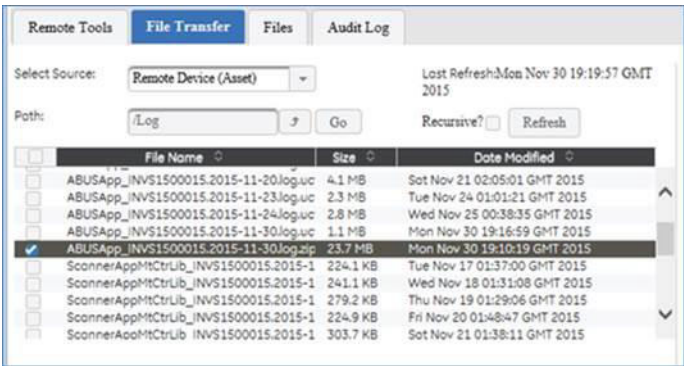 Remote Tools File Transfer Files Audit Log
Select Source: Remote Device (Asset) Last Refresh:Mon Nov 30 19:19:57 GMT
2015
Path: /Log Go Recursive? Refresh
File Name Size Date Modified
ABUSApp_INVS1500015.2015-11-20.log.uc 4.1 MB Sat Nov 21 02:05:01 GMT 2015
ABUSApp_INVS1500015.2015-11-23.log.uc 2.3 MB Tue Nov 24 01:01:21 GMT 2015
ABUSApp_INVS1500015.2015-11-24.log.uc 2.8 MB Wed Nov 25 00:38:35 GMT 2015
ABUSApp_INVS1500015.2015-11-30.log.uc 1.1 MB Mon Nov 30 19:16:59 GMT 2015
ABUSApp_INVS1500015.2015-11-30.log.zip 23.7 MB Mon Nov 30 19:10:19 GMT 2015
ScannerAppMtCtrLib_INVS1500015.2015-1 224.1 KB Tue Nov 17 01:37:00 GMT 2015
ScannerAppMtCtrLib_INVS1500015.2015-1 241.1 KB Wed Nov 18 01:31:08 GMT 2015
ScannerAppMtCtrLib_INVS1500015.2015-1 279.2 KB Thu Nov 19 01:29:06 GMT 2015
ScannerAppMtCtrLib_INVS1500015.2015-1 224.9 KB Fri Nov 20 01:48:47 GMT 2015
ScannerAppMtCtrLib_INVS1500015.2015-1 303.7 KB Sat Nov 21 01:38:11 GMT 2015